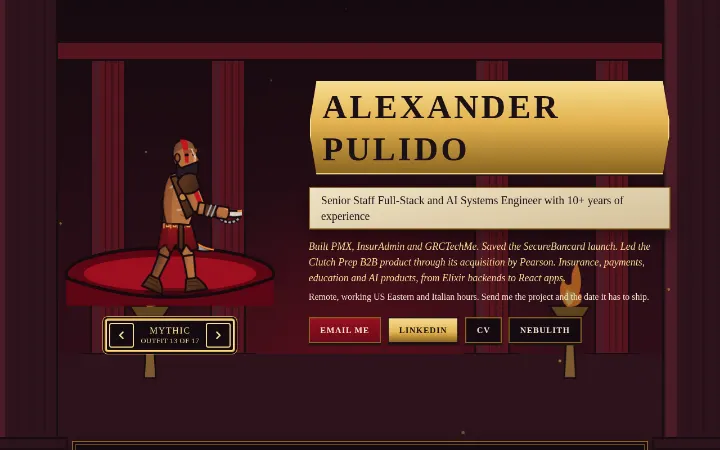 ALEXANDER
PULIDO
Senior Staff Full-Stack and AI Systems Engineer with 10+ years of
experience
Built PMX, InsurAdmin and GRCTechMe. Saved the SecureBancard launch. Led the
Clutch Prep B2B product through its acquisition by Pearson. Insurance, payments,
education and AI products, from Elixir backends to React apps.
Remote, working US Eastern and Italian hours. Send me the project and the date it has to ship.
EMAIL ME LINKEDIN CV NEBULITH
MYTHIC
OUTFIT 13 OF 17